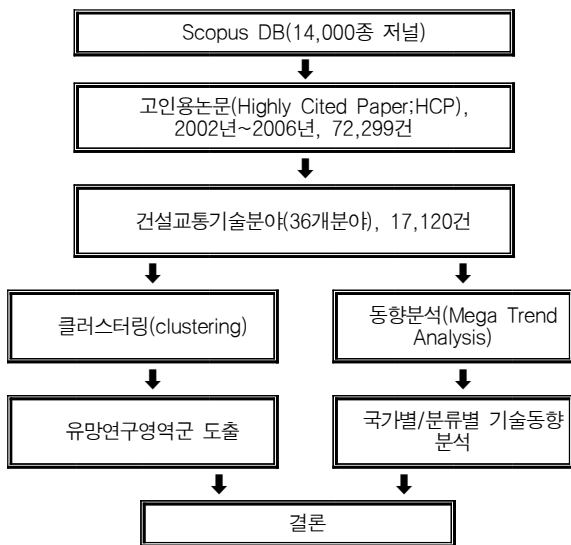 Scopus DB(14,000종 저널)
고인용논문(Highly Cited Paper;HCP),
2002년~2006년, 72,299건
건설교통기술분야(36개분야), 17,120건
클러스터링(clustering)
동향분석(Mega Trend
Analysis)
유망연구영역군 도출
국가별/분류별 기술동향
분석
결론